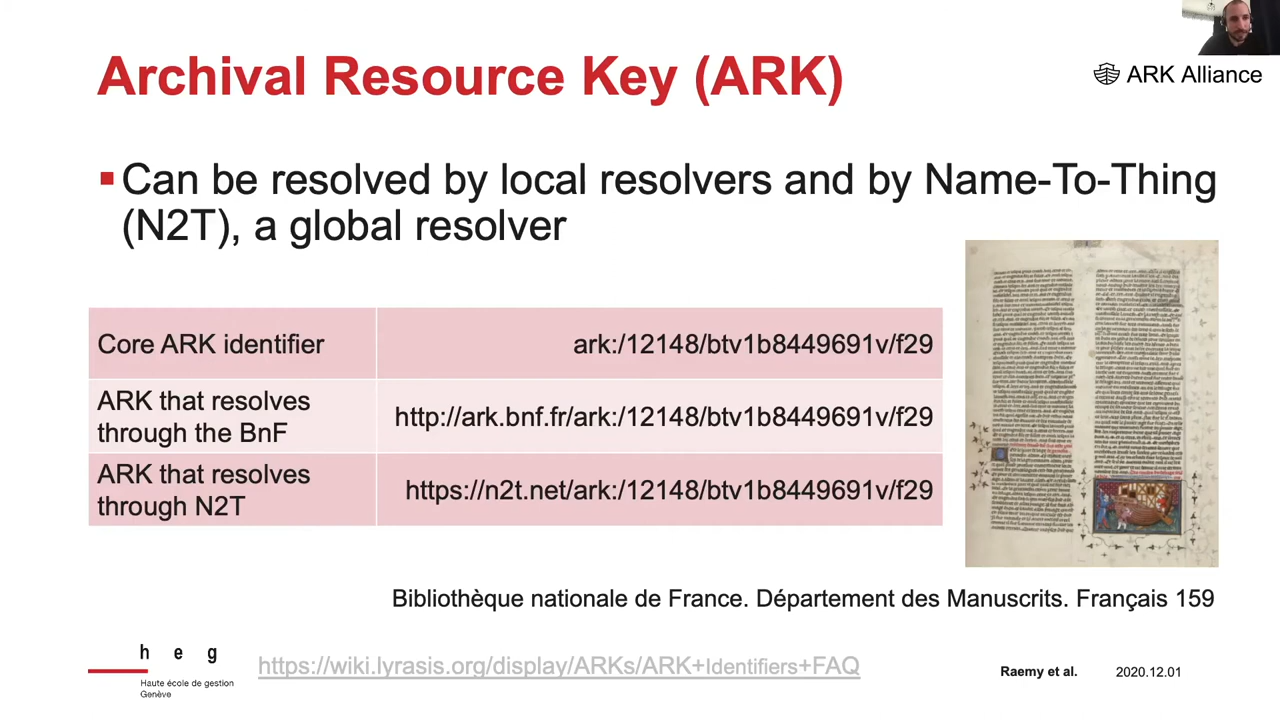 Archival Resource Key (ARK)
ARK Alliance
▪ Can be resolved by local resolvers and by Name-To-Thing
(N2T), a global resolver
Core ARK identifier
ark:/12148/btv1b8449691v/f29
ARK that resolves
through the BnF
http://ark.bnf.fr/ark:/12148/btv1b8449691v/f29
ARK that resolves
through N2T
https://n2t.net/ark:/12148/btv1b8449691v/f29
Bibliothèque nationale de France. Département des Manuscrits. Français 159
h e g
Haute école de gestion
Genève
https://wiki.lyrasis.org/display/ARKs/ARK+Identifiers+FAQ
Raemy et al.
2020.12.01